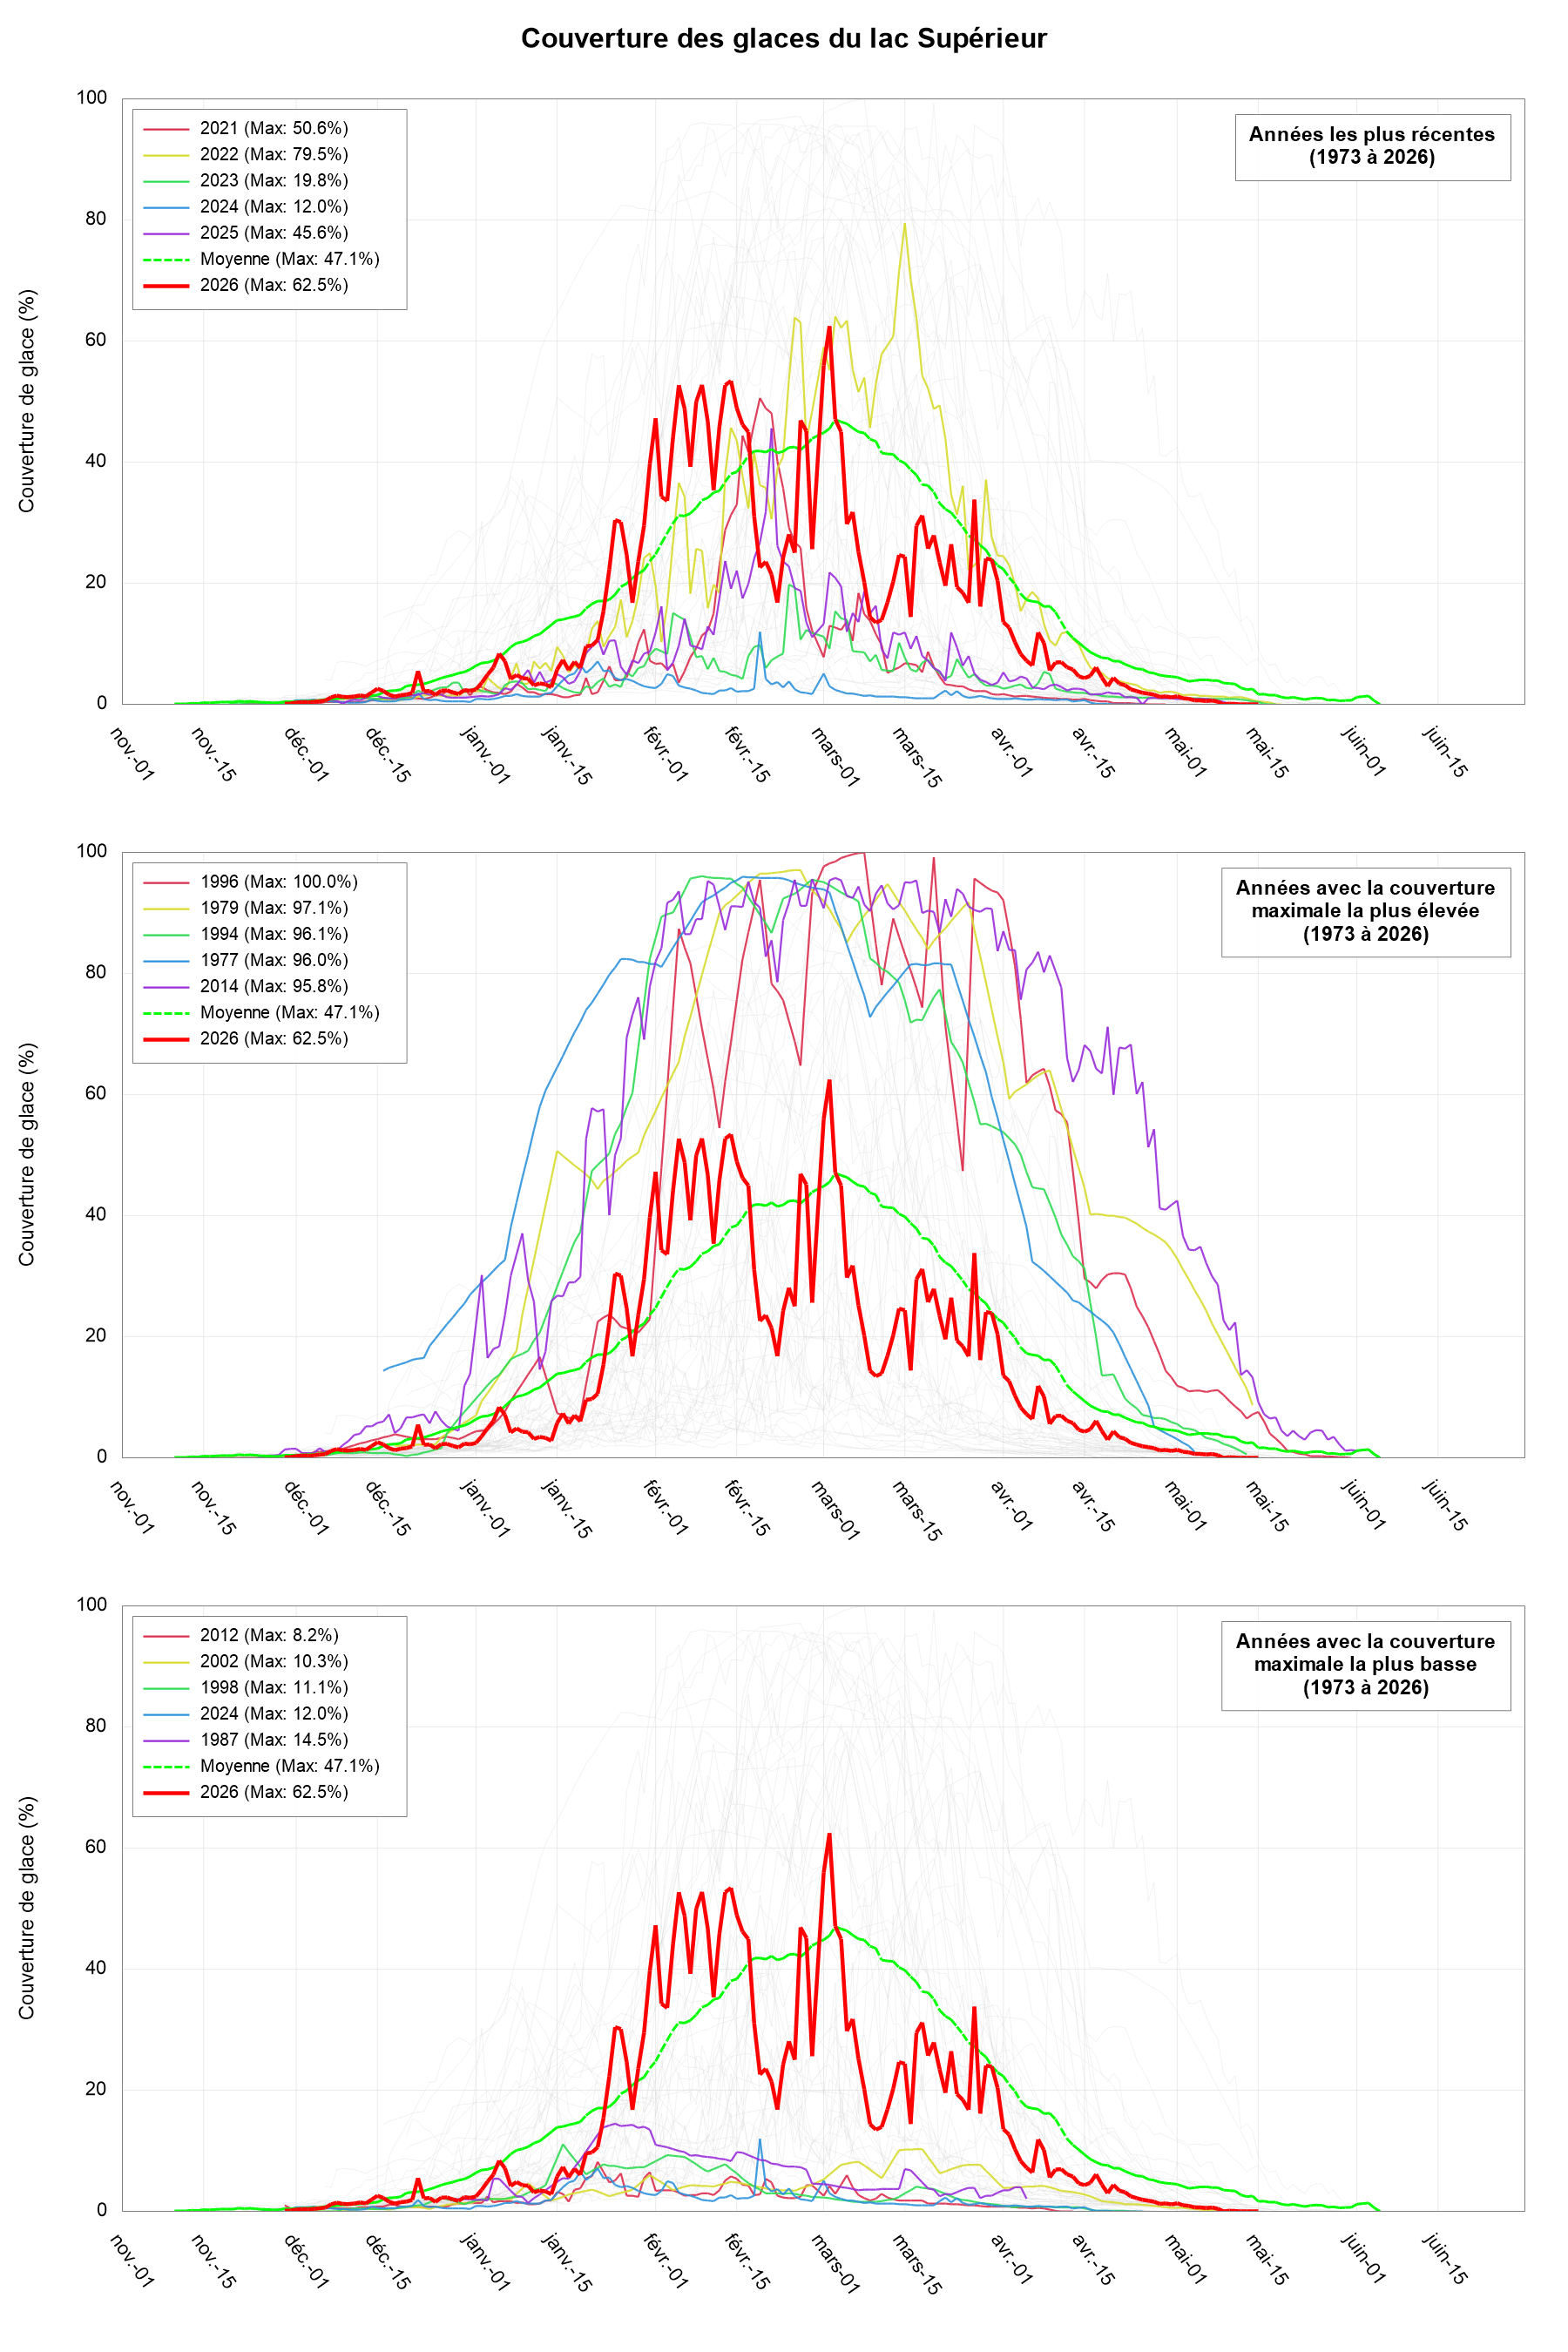 Couverture des glaces du lac Supérieur
Couverture de glace (%)
100
80
60
40
20
0
2021 (Max: 50.6%)
2022 (Max: 79.5%)
2023 (Max: 19.8%)
2024 (Max: 12.0%)
2025 (Max: 45.6%)
Moyenne (Max: 47.1%)
2026 (Max: 62.5%)
Années les plus récentes
(1973 à 2026)
nov.-01
nov.-15
déc.-01
déc.-15
janv.-01
janv.-15
févr.-01
févr.-15
mars-01
mars-15
avr.-01
avr.-15
mai-01
mai-15
juin-01
juin-15
Couverture de glace (%)
100
80
60
40
20
0
1996 (Max: 100.0%)
1979 (Max: 97.1%)
1994 (Max: 96.1%)
1977 (Max: 96.0%)
2014 (Max: 95.8%)
Moyenne (Max: 47.1%)
2026 (Max: 62.5%)
Années avec la couverture
maximale la plus élevée
(1973 à 2026)
nov.-01
nov.-15
déc.-01
déc.-15
janv.-01
janv.-15
févr.-01
févr.-15
mars-01
mars-15
avr.-01
avr.-15
mai-01
mai-15
juin-01
juin-15
Couverture de glace (%)
100
80
60
40
20
0
2012 (Max: 8.2%)
2002 (Max: 10.3%)
1998 (Max: 11.1%)
2024 (Max: 12.0%)
1987 (Max: 14.5%)
Moyenne (Max: 47.1%)
2026 (Max: 62.5%)
Années avec la couverture
maximale la plus basse
(1973 à 2026)
nov.-01
nov.-15
déc.-01
déc.-15
janv.-01
janv.-15
févr.-01
févr.-15
mars-01
mars-15
avr.-01
avr.-15
mai-01
mai-15
juin-01
juin-15